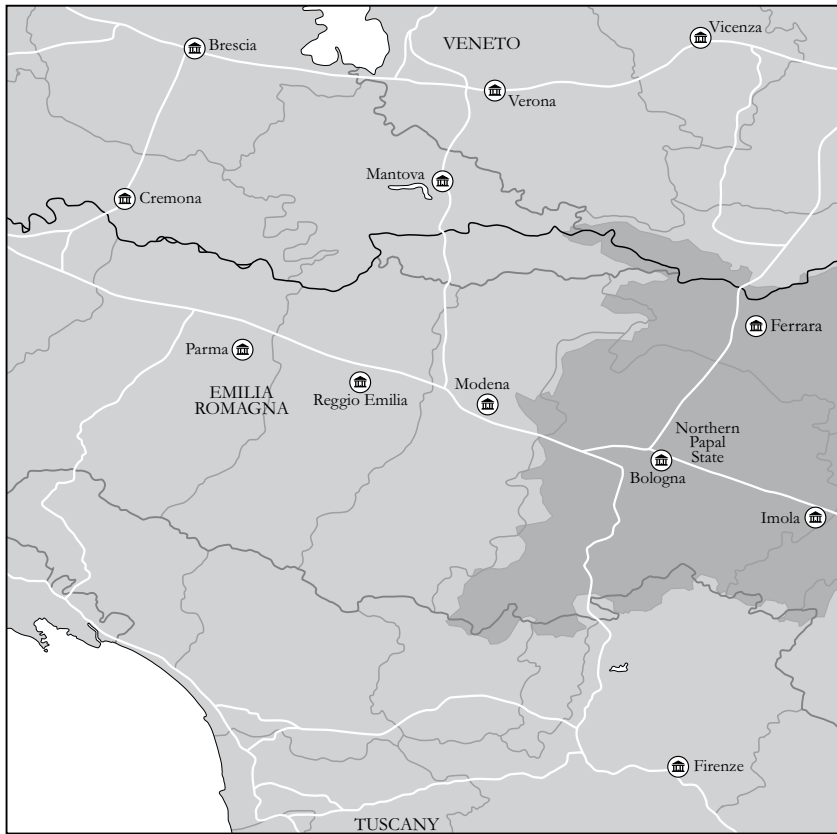 Brescia
VENETO
Vicenza
Verona
Mantova
Cremona
Ferrara
Parma
EMILIA
ROMAGNA
Reggio Emilia
Modena
Northern
Papal
State
Bologna
Imola
Firenze
TUSCANY